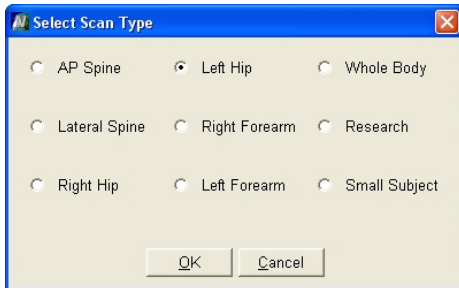 Select Scan Type
AP Spine Left Hip Whole Body
Lateral Spine Right Forearm Research
Right Hip Left Forearm Small Subject
OK Cancel